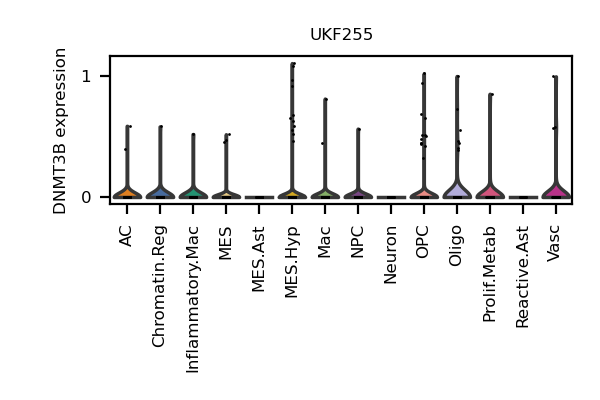 UKF255
DNMT3B expression
1
0
AC
Chromatin.Reg
Inflammatory.Mac
MES
MES.Ast
MES.Hyp
Mac
NPC
Neuron
OPC
Oligo
Prolif.Metab
Reactive.Ast
Vasc